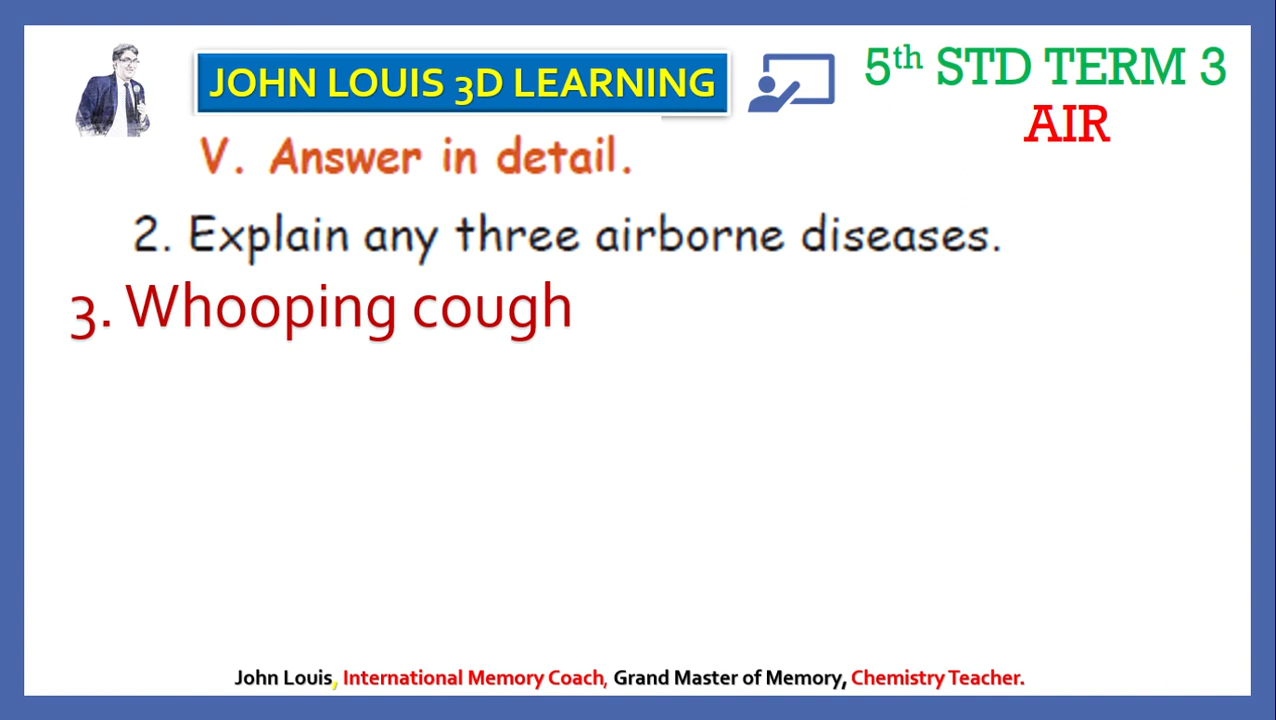 JOHN LOUIS 3D LEARNING
5th STD TERM 3
AIR
V. Answer in detail.
2. Explain any three airborne diseases.
3. Whooping cough
John Louis, International Memory Coach, Grand Master of Memory, Chemistry Teacher.